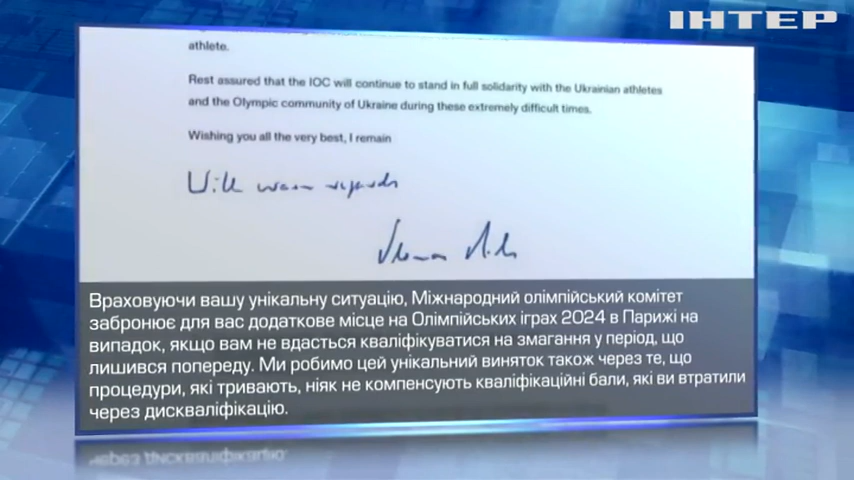 ІНТЕР
athlete.
Rest assured that the IOC will continue to stand in full solidarity with the Ukrainian athletes
and the Olympic community of Ukraine during these extremely difficult times.
Wishing you all the very best, I remain
With warm regards
Враховуючи вашу унікальну ситуацію, Міжнародний олімпійський комітет
забронює для вас додаткове місце на Олімпійських іграх 2024 в Парижі на
випадок, якщо вам не вдасться кваліфікуватися на змагання у період, що
лишився попереду. Ми робимо цей унікальний виняток також через те, що
процедури, які тривають, ніяк не компенсують кваліфікаційні бали, які ви втратили
через дискваліфікацію.